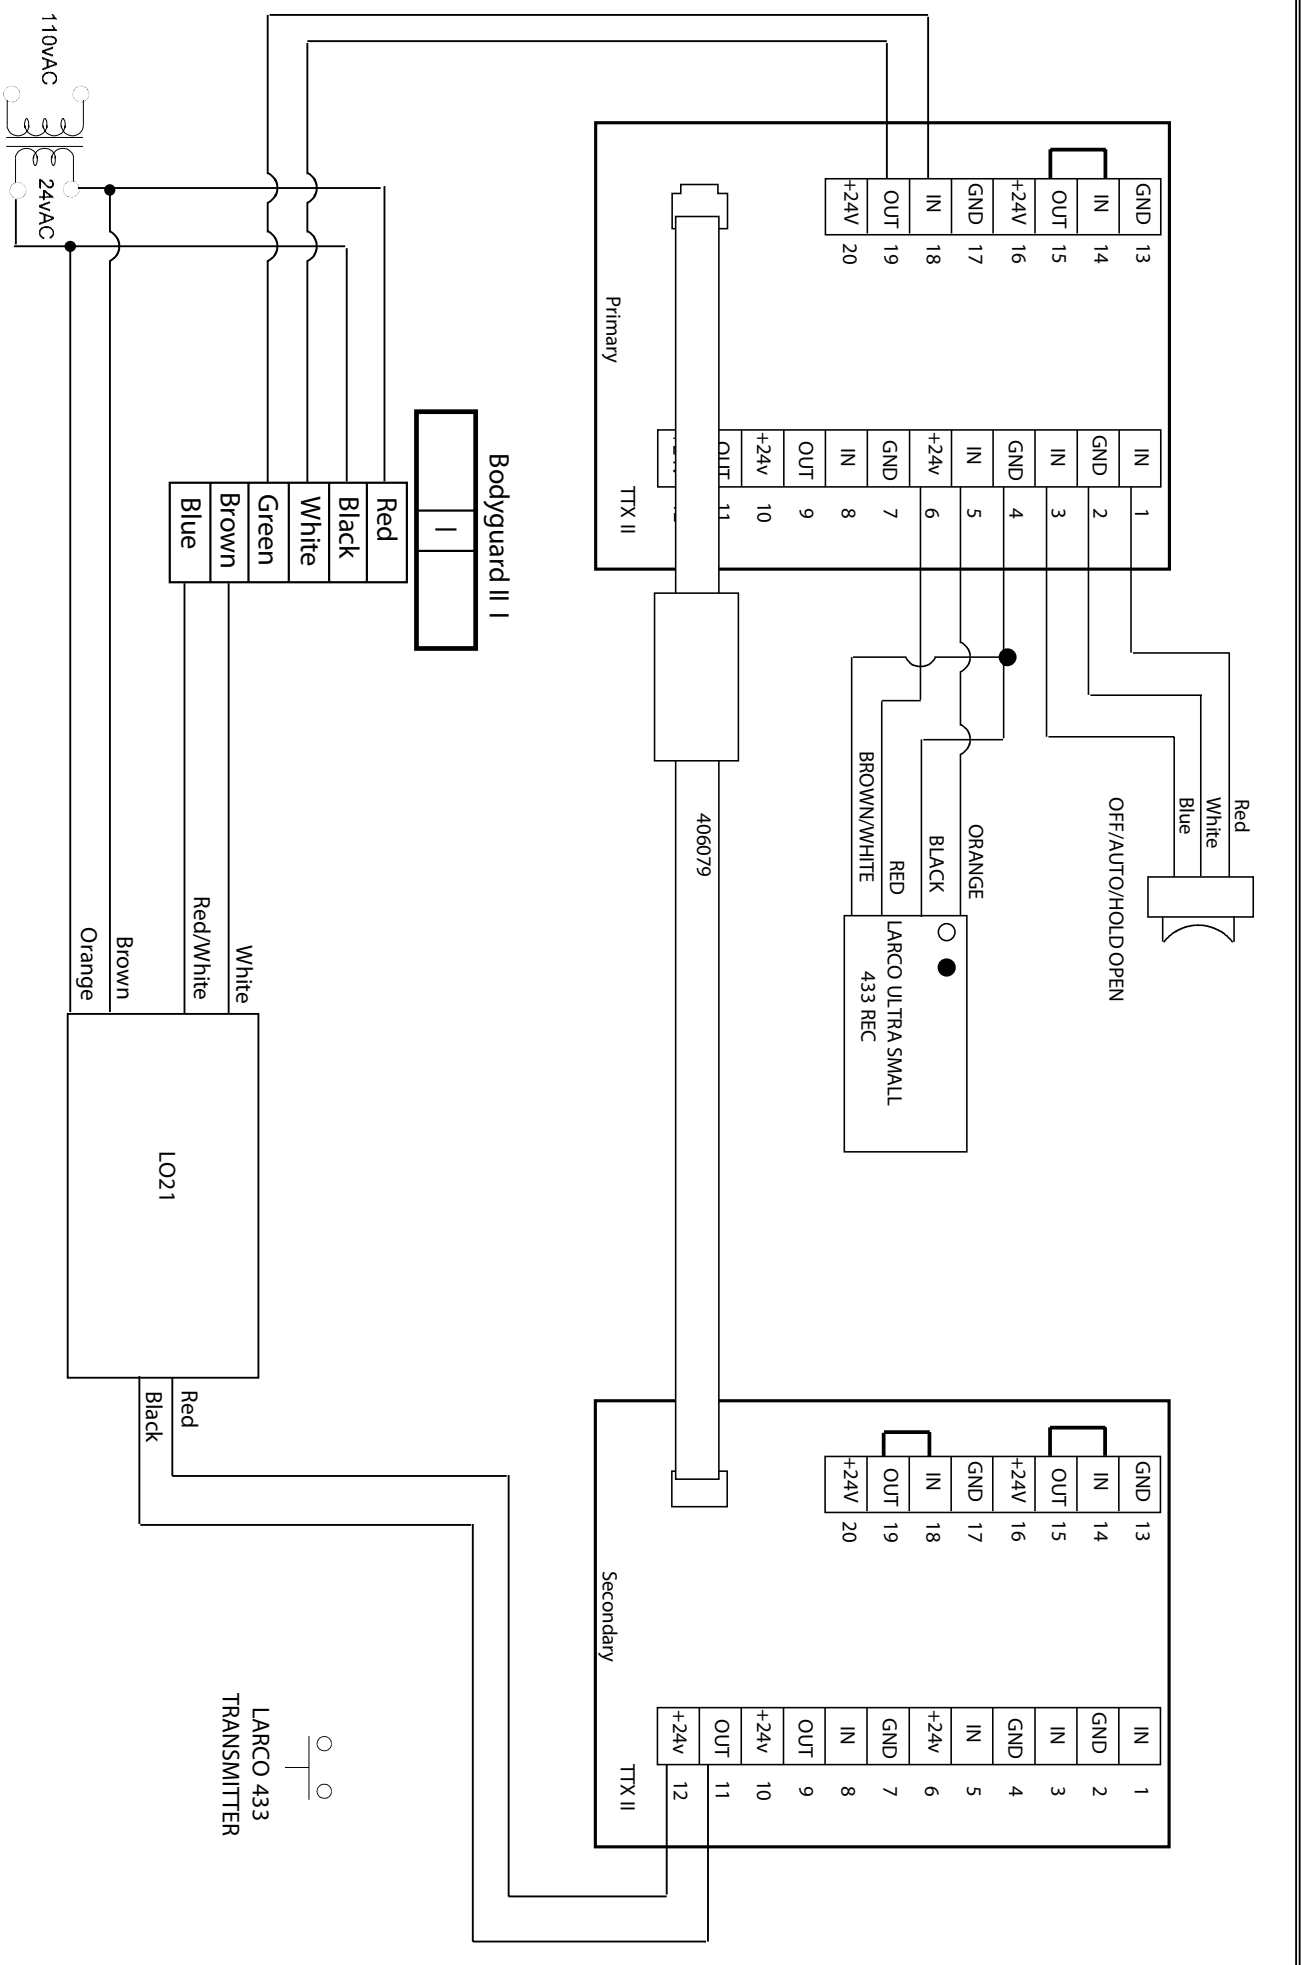 110vAC
24vAC
GND
IN
OUT
+24V
GND
IN
OUT
+24V
13
14
15
16
17
18
19
20
Primary
IN
GND
IN
GND
IN
+24v
GND
IN
OUT
+24v
OUT
1
2
3
4
5
6
7
8
9
10
11
TTX II
Red
White
Blue
OFF/AUTO/HOLD OPEN
ORANGE
BLACK
RED
BROWN/WHITE
LARCO ULTRA SMALL
433 REC
406079
Bodyguard II I
I
Red
Black
White
Green
Brown
Blue
White
Red/White
Brown
Orange
LO21
Red
Black
GND
IN
OUT
+24V
GND
IN
OUT
+24V
13
14
15
16
17
18
19
20
Secondary
IN
GND
IN
GND
IN
+24v
GND
IN
OUT
+24v
OUT
+24v
1
2
3
4
5
6
7
8
9
10
11
12
TTX II
LARCO 433
TRANSMITTER